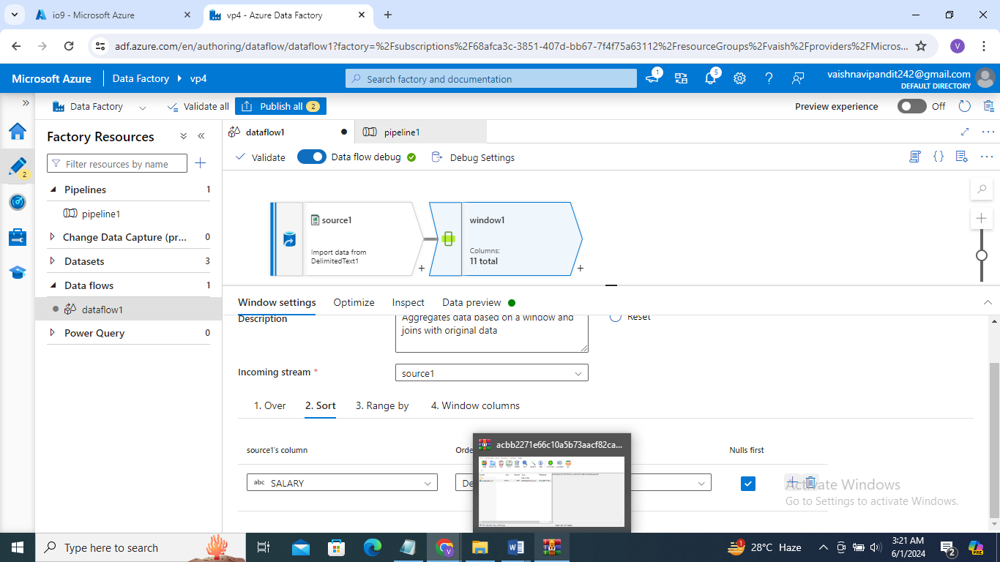 io9 - Microsoft Azure
vp4 - Azure Data Factory
adf.azure.com/en/authoring/dataflow/dataflow1?factory=%2Fsubscriptions%2F68afca3c-3851-407d-bb67-7f4f75a63112%2FresourceGroups%2Fvaish%2Fproviders%2FMicros...
V
Microsoft Azure
Data Factory
vp4
Search factory and documentation
1
5
vaishnavipandit242@gmail.com
DEFAULT DIRECTORY
Data Factory
Validate all
Publish all 2
Preview experience
Off
Factory Resources
dataflow1
pipeline1
Filter resources by name
Validate
Data flow debug
Debug Settings
2
Pipelines 1
pipeline1
Change Data Capture (pr... 0
Datasets 3
Data flows 1
dataflow1
Power Query 0
source1
Import data from
DelimitedText1
window1
Columns:
11 total
Window settings
Optimize
Inspect
Data preview
Description
Aggregates data based on a window and
joins with original data
Reset
Incoming stream *
source1
1. Over
2. Sort
3. Range by
4. Window columns
source1's column
Orde
Nulls first
abc SALARY
De
acbb2271e66c10a5b73aacf82ca...
Activate Windows
Go to Settings to activate Windows.
Type here to search
28°C Haze
3:21 AM
6/1/2024
2
PRE